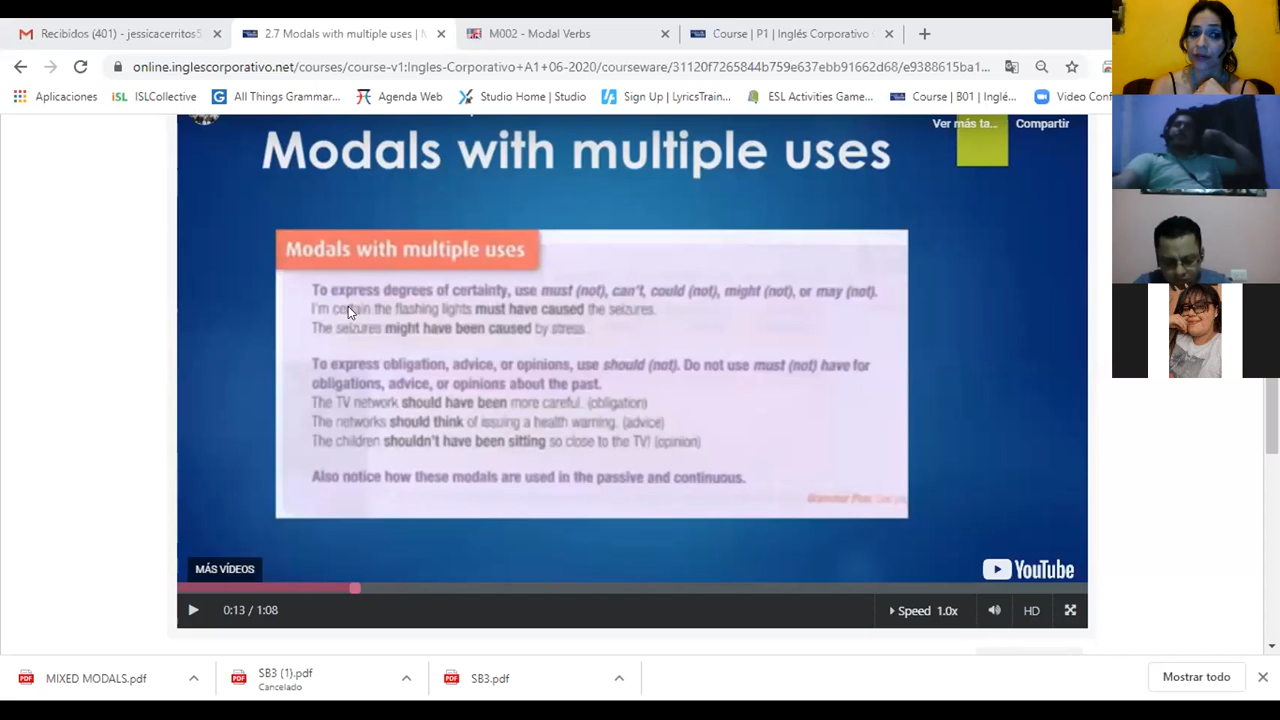 Recibidos (401) - jessicacerritos5
2.7 Modals with multiple uses |
M002 - Modal Verbs
Course | P1 | Inglés Corporativo
online.inglescorporativo.net/courses/course-v1:Ingles-Corporativo+A1+06-2020/courseware/31120f7265844b759e637ebb91662d68/e9388615ba1...
Aplicaciones
ISLCollective
All Things Grammar...
Agenda Web
Studio Home | Studio
Sign Up | LyricsTrain...
ESL Activities Game...
Course | B01 | Inglé...
Video Conf
Ver más ta...
Compartir
Modals with multiple uses
Modals with multiple uses
To express degrees of certainty, use must (not), can't, could (not), might (not), or may (not).
I'm certain the flashing lights must have caused the seizures.
The seizures might have been caused by stress.
To express obligation, advice, or opinions, use should (not). Do not use must (not) have for
obligations, advice, or opinions about the past.
The TV network should have been more careful. (obligation)
The networks should think of issuing a health warning. (advice)
The children shouldn't have been sitting so close to the TV! (opinion)
Also notice how these modals are used in the passive and continuous.
Grammar Plus
MÁS VÍDEOS
YouTube
0:13 / 1:08
Speed 1.0x
HD
MIXED MODALS.pdf
SB3 (1).pdf
Cancelado
SB3.pdf
Mostrar todo